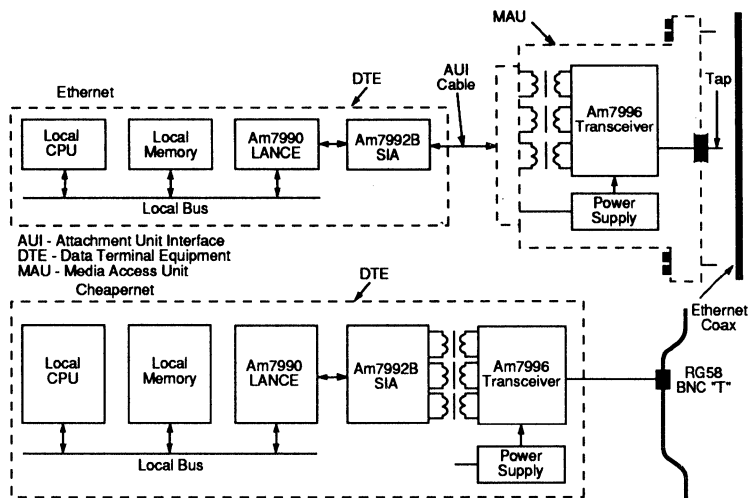 MAU
Ethernet
DTE
AUI
Cable
Tap
Local
CPU
Local
Memory
Am7990
LANCE
Am7992B
SIA
Am7996
Transceiver
Power
Supply
Local Bus
AUI - Attachment Unit Interface
DTE - Data Terminal Equipment
MAU - Media Access Unit
Cheapernet
DTE
Ethernet
Coax
Local
CPU
Local
Memory
Am7990
LANCE
Am7992B
SIA
Am7996
Transceiver
RG58
BNC "T"
Local Bus
Power
Supply